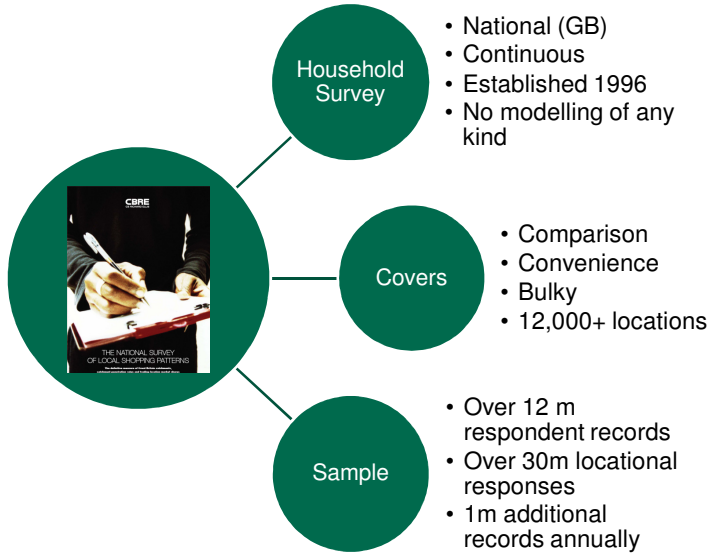 Household
Survey
• National (GB)
• Continuous
• Established 1996
• No modelling of any
kind
CBRE
THE NATIONAL SURVEY
OF LOCAL SHOPPING PATTERNS
Covers
• Comparison
• Convenience
• Bulky
• 12,000+ locations
Sample
• Over 12 m
respondent records
• Over 30m locational
responses
• 1m additional
records annually